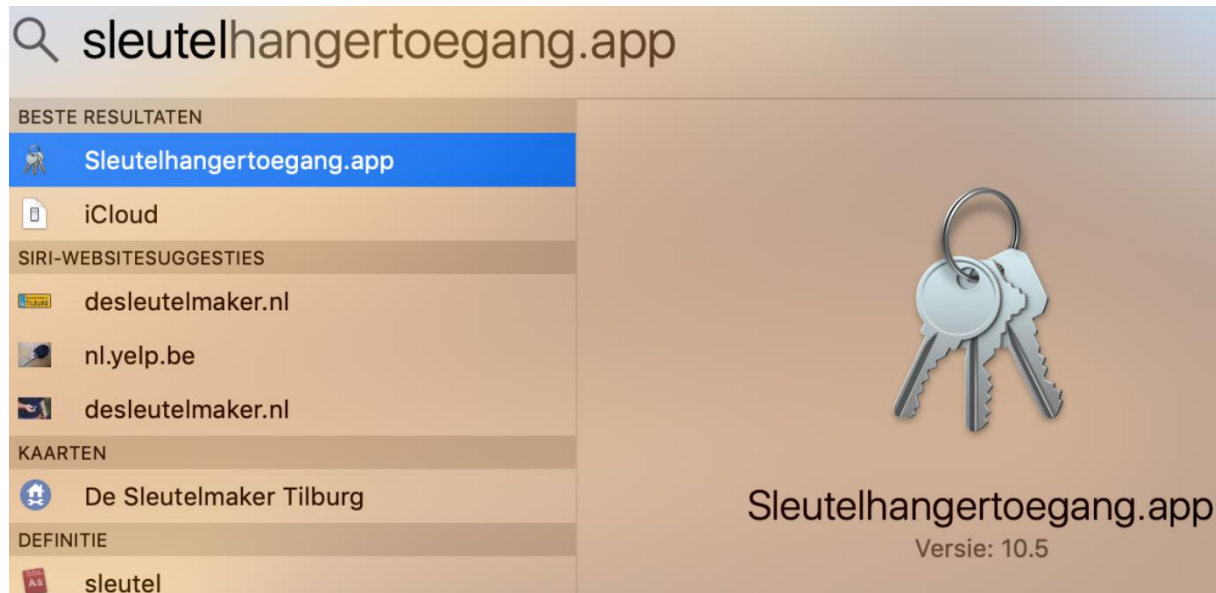 sleutelhangertoegang.app
BESTE RESULTATEN
Sleutelhangertoegang.app
iCloud
SIRI-WEBSITESUGGESTIES
desleutelmaker.nl
nl.yelp.be
desleutelmaker.nl
KAARTEN
De Sleutelmaker Tilburg
DEFINITIE
sleutel
Sleutelhangertoegang.app
Versie: 10.5